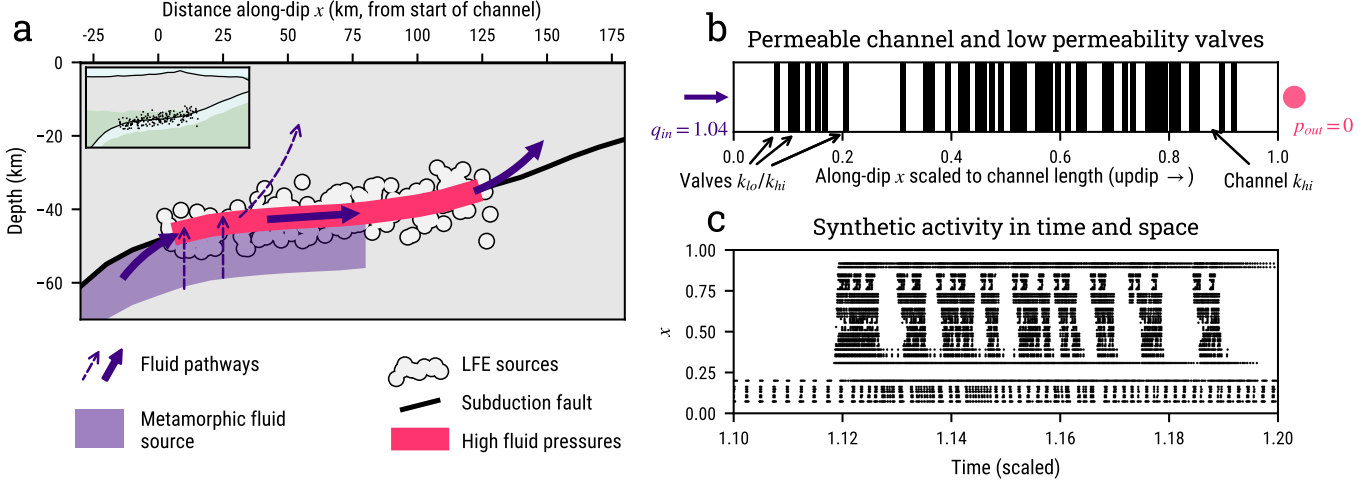 a
Distance along-dip x (km, from start of channel)
-25 0 25 50 75 100 125 150 175
0
−20
−40
−60
Depth (km)
Fluid pathways
Metamorphic fluid
source
LFE sources
Subduction fault
High fluid pressures
b
Permeable channel and low permeability valves
q_in = 1.04
p_out = 0
0.0 0.2 0.4 0.6 0.8 1.0
Valves k_lo/k_hi
Along-dip x scaled to channel length (updip →)
Channel k_hi
c
Synthetic activity in time and space
1.00
0.75
0.50
0.25
0.00
x
1.10 1.12 1.14 1.16 1.18 1.20
Time (scaled)